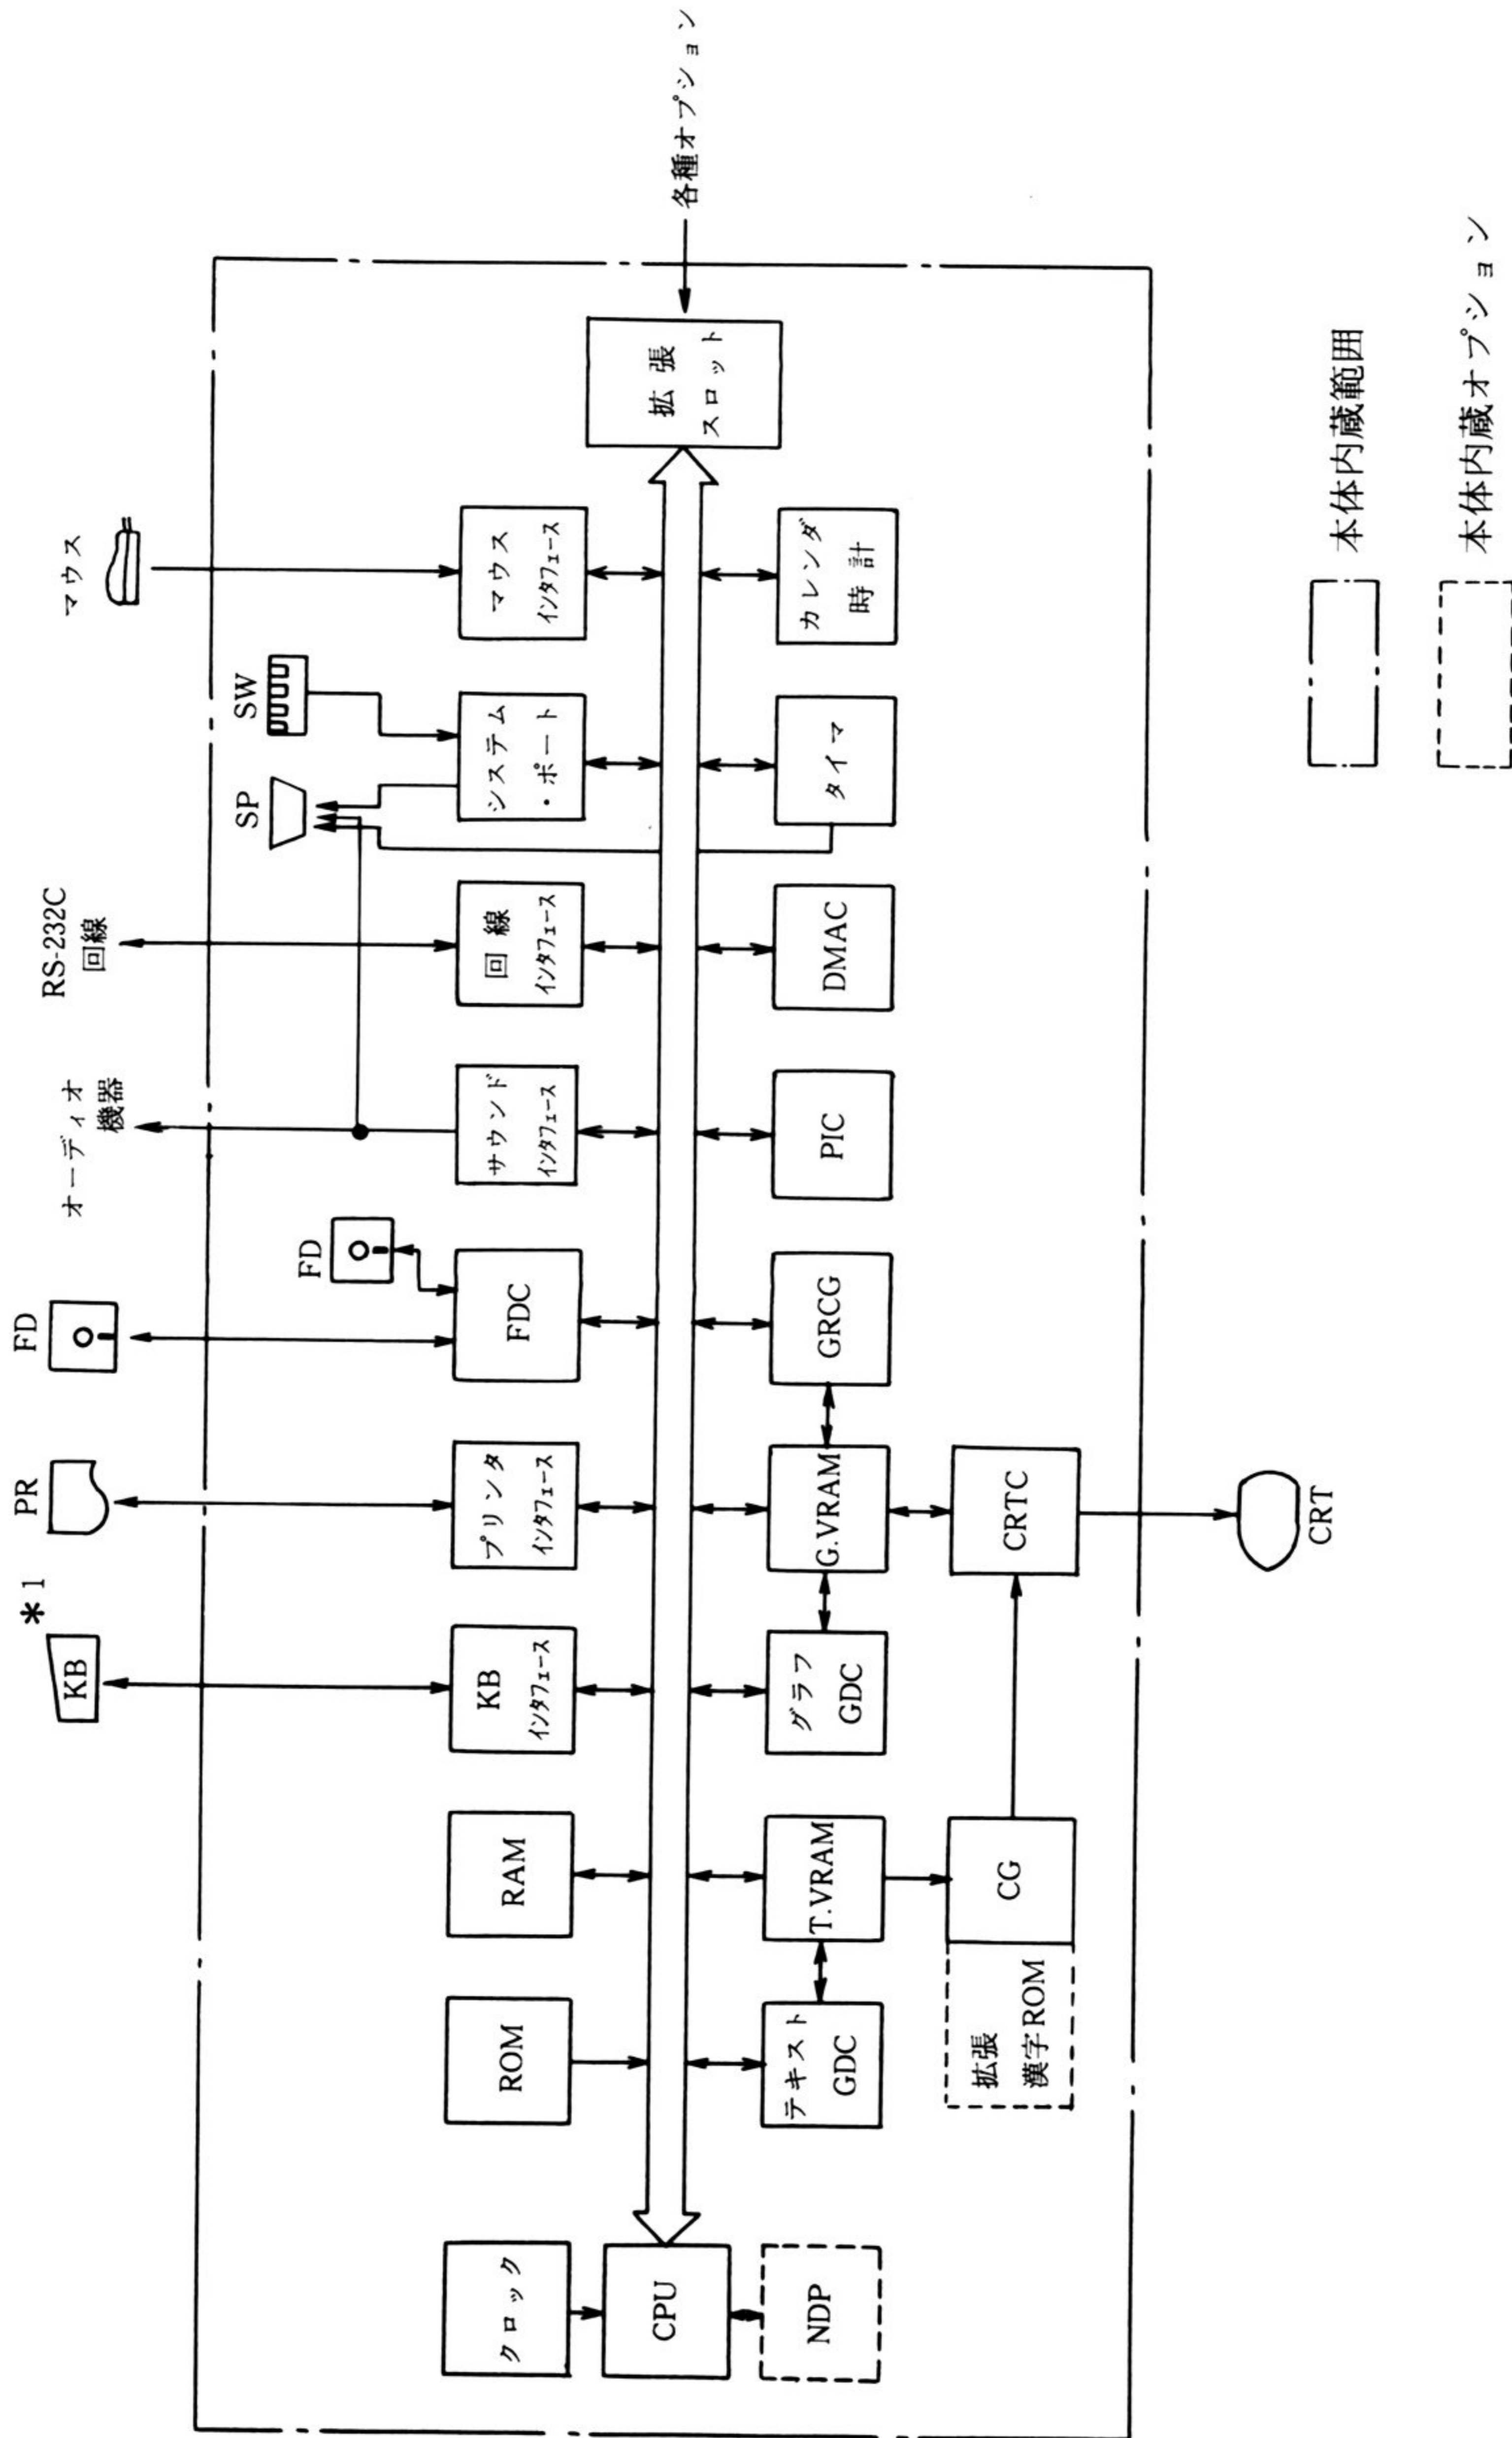 *1
KB
PR
FD
オーディオ
機器
RS-232C
回線
マウス
FD
SP
SW
クロック
ROM
RAM
KB
インタフェース
プリンタ
インタフェース
FDC
サウンド
インタフェース
回線
インタフェース
システム
・ポート
マウス
インタフェース
CPU
拡張
スロット
各種オプション
NDP
テキスト
GDC
T.VRAM
グラフ
GDC
G.VRAM
GRCG
PIC
DMAC
タイマ
カレンダ
時計
拡張
漢字ROM
CG
CRTC
CRT
本体内蔵範囲
本体内蔵オプション